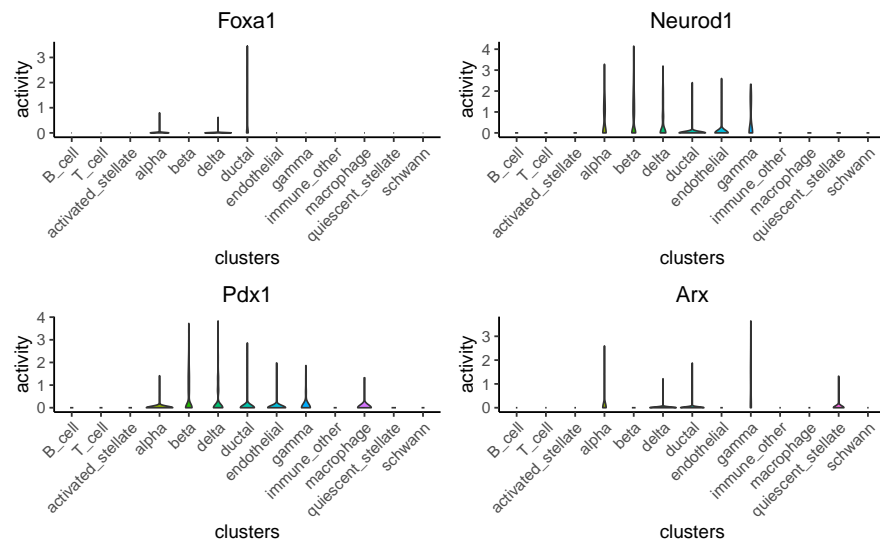 Foxa1
activity
3
2
1
0
B_cell
T_cell
activated_stellate
alpha
beta
delta
ductal
endothelial
gamma
immune_other
macrophage
quiescent_stellate
schwann
clusters
Neurod1
activity
4
3
2
1
0
B_cell
T_cell
activated_stellate
alpha
beta
delta
ductal
endothelial
gamma
immune_other
macrophage
quiescent_stellate
schwann
clusters
Pdx1
activity
4
3
2
1
0
B_cell
T_cell
activated_stellate
alpha
beta
delta
ductal
endothelial
gamma
immune_other
macrophage
quiescent_stellate
schwann
clusters
Arx
activity
3
2
1
0
B_cell
T_cell
activated_stellate
alpha
beta
delta
ductal
endothelial
gamma
immune_other
macrophage
quiescent_stellate
schwann
clusters